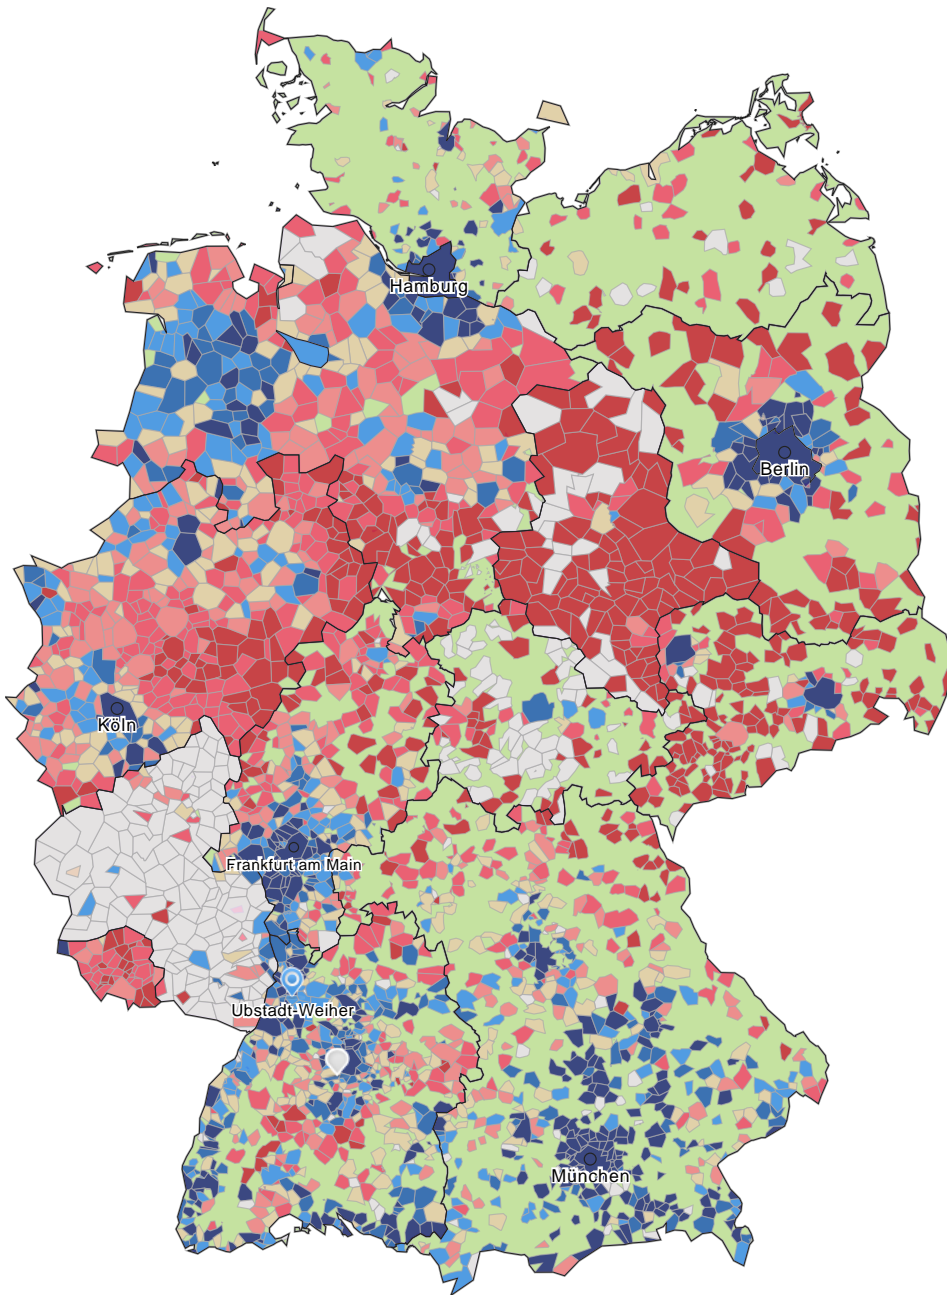 Hamburg
Berlin
Köln
Frankfurt am Main
Ubstadt-Weiher
München